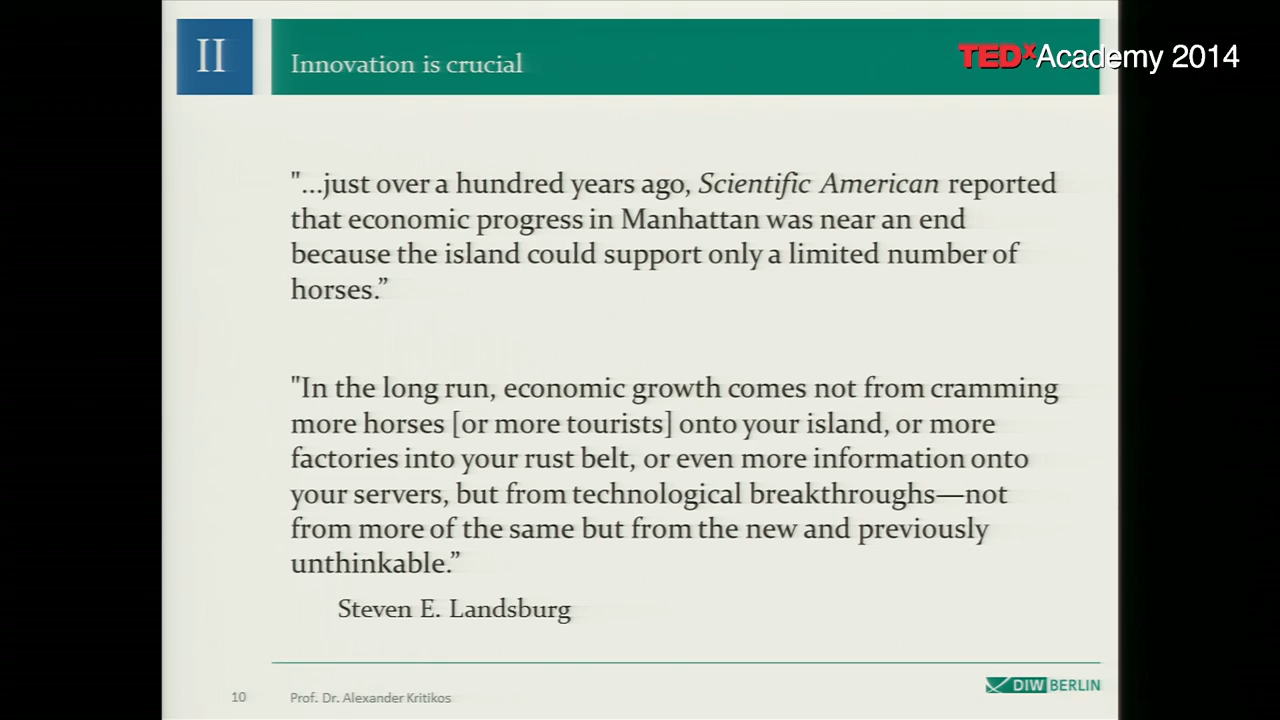 II
Innovation is crucial
TEDxAcademy 2014
"...just over a hundred years ago, Scientific American reported
that economic progress in Manhattan was near an end
because the island could support only a limited number of
horses.”
"In the long run, economic growth comes not from cramming
more horses [or more tourists] onto your island, or more
factories into your rust belt, or even more information onto
your servers, but from technological breakthroughs—not
from more of the same but from the new and previously
unthinkable.”
Steven E. Landsburg
10
Prof. Dr. Alexander Kritikos
DIW BERLIN